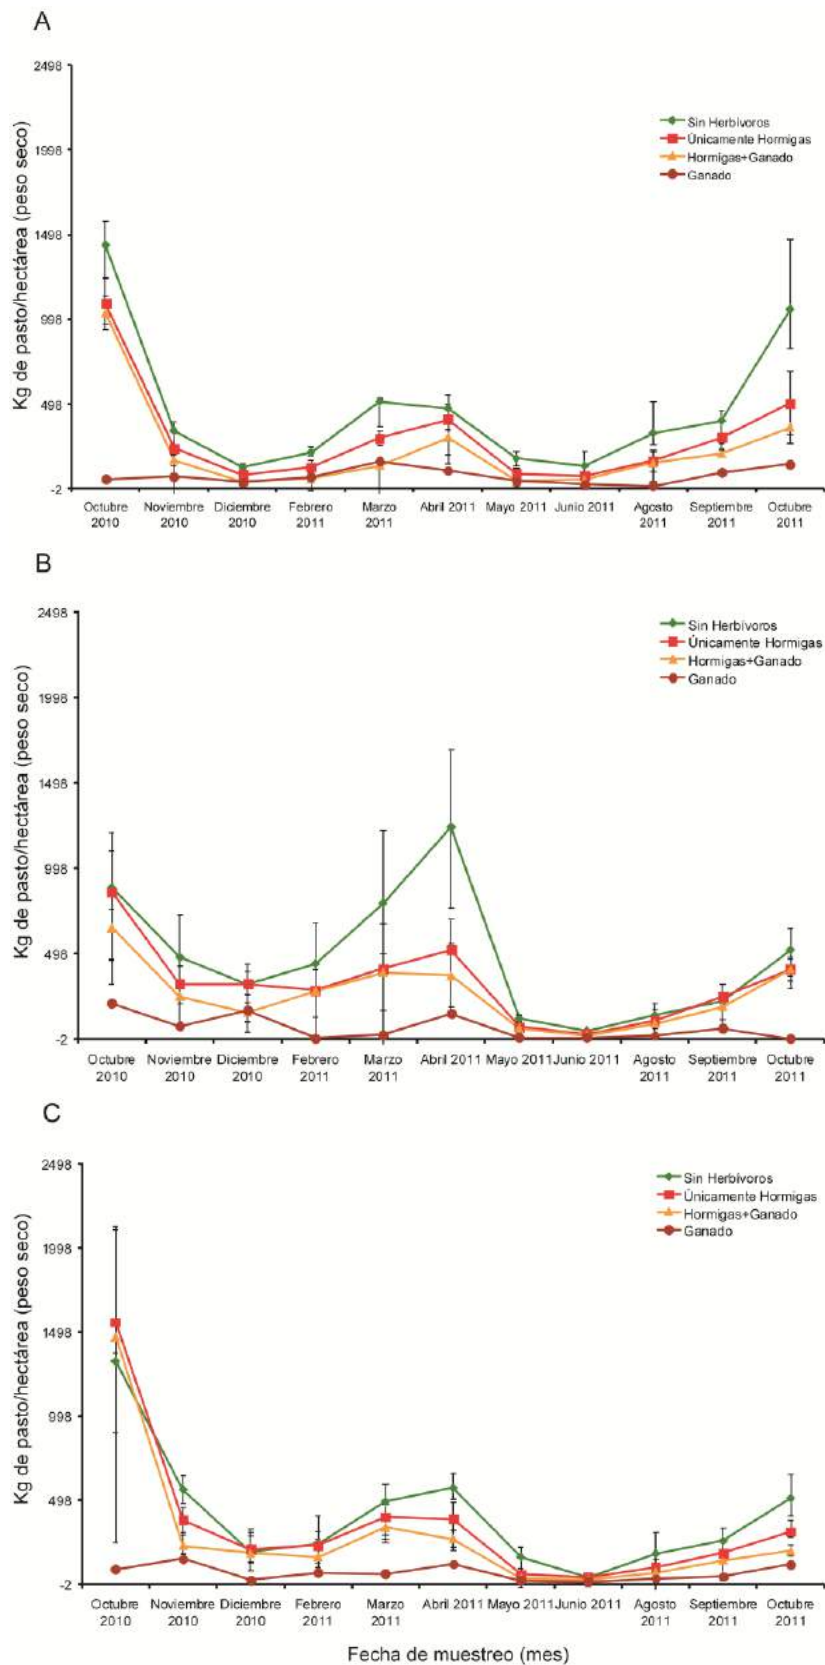 A
Kg de pasto/hectárea (peso seco)
2498
1998
1498
998
498
-2
Sin Herbívoros
Únicamente Hormigas
Hormigas+Ganado
Ganado
Octubre Noviembre Diciembre Febrero Marzo Abril 2011 Mayo 2011 Junio 2011 Agosto Septiembre Octubre
2010 2010 2010 2011 2011 2011 2011 2011
B
Kg de pasto/hectárea (peso seco)
2498
1998
1498
998
498
-2
Sin Herbívoros
Únicamente Hormigas
Hormigas+Ganado
Ganado
Octubre Noviembre Diciembre Febrero Marzo Abril 2011 Mayo 2011 Junio 2011 Agosto Septiembre Octubre
2010 2010 2010 2011 2011 2011 2011 2011
C
Kg de pasto/hectárea (peso seco)
2498
1998
1498
998
498
-2
Sin Herbívoros
Únicamente Hormigas
Hormigas+Ganado
Ganado
Octubre Noviembre Diciembre Febrero Marzo Abril 2011 Mayo 2011 Junio 2011 Agosto Septiembre Octubre
2010 2010 2010 2011 2011 2011 2011 2011
Fecha de muestreo (mes)